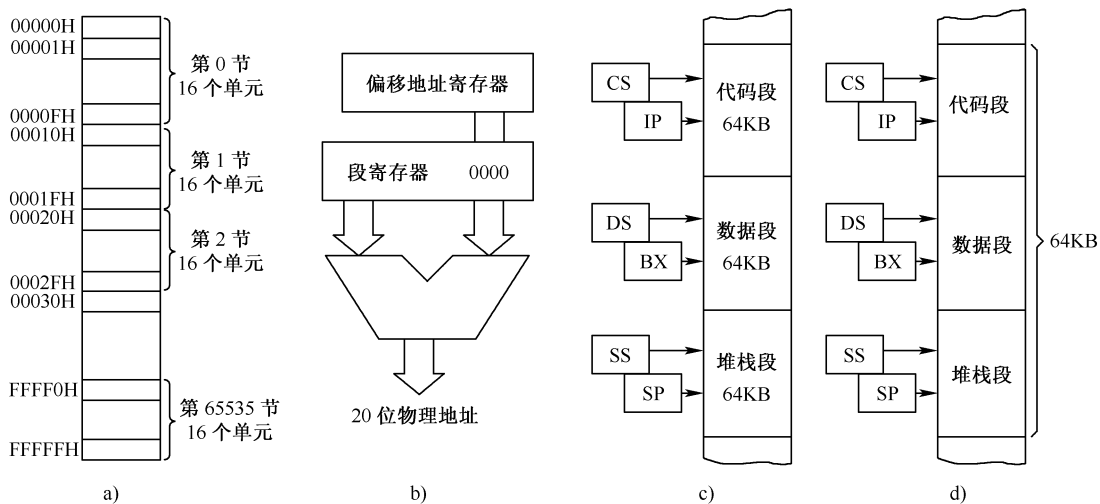 00000H
00001H
第 0 节
16 个单元
0000FH
00010H
第 1 节
16 个单元
0001FH
00020H
第 2 节
16 个单元
0002FH
00030H
FFFF0H
第 65535 节
16 个单元
FFFFFH
a)
偏移地址寄存器
段寄存器 0000
20 位物理地址
b)
CS
IP
代码段
64KB
DS
BX
数据段
64KB
SS
SP
堆栈段
64KB
c)
CS
IP
代码段
DS
BX
数据段
64KB
SS
SP
堆栈段
d)